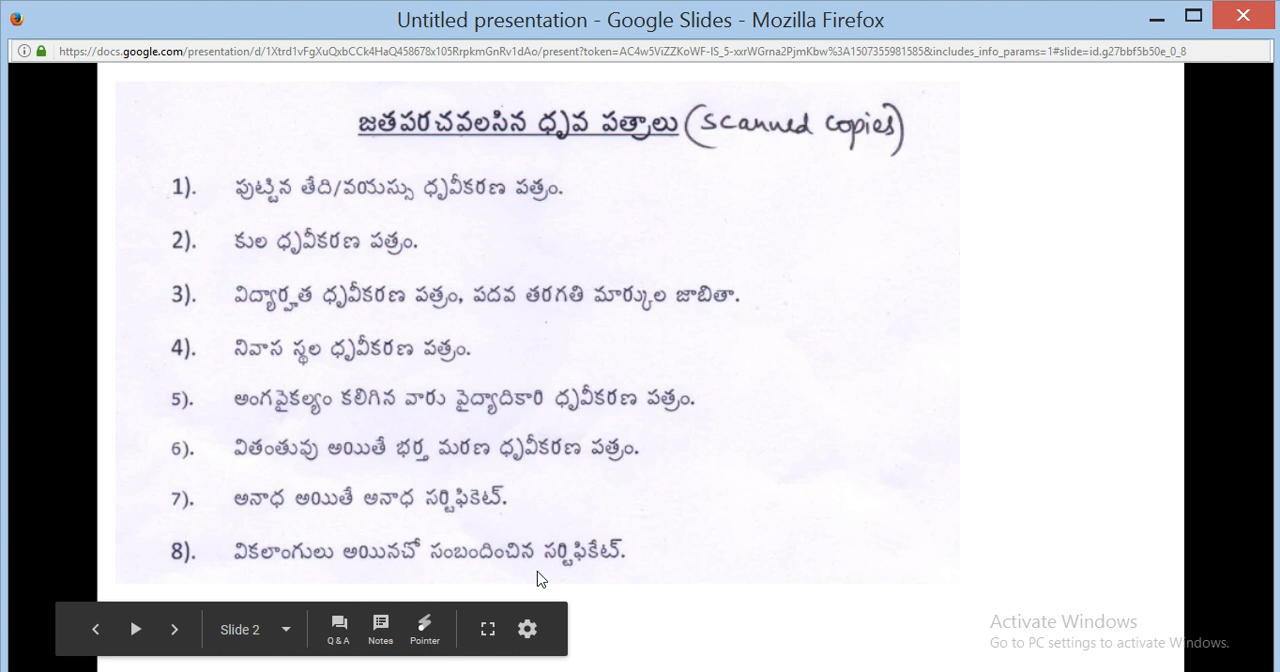 Untitled presentation - Google Slides - Mozilla Firefox
https://docs.google.com/presentation/d/1Xtrd1vFgXuQxbCCk4HaQ458678x105RrpkmGnRv1dAo/present?token=AC4w5ViZZKoWF-IS_5-xxrWGrna2PjmKbw%3A1507355981585&includes_info_params=1#slide=id.g27bbf5b50e_0_8
జతపరచవలసిన ధృవ పత్రాలు (Scanned copies)
1). పుట్టిన తేది/వయస్సు ధృవీకరణ పత్రం.
2). కుల ధృవీకరణ పత్రం.
3). విద్యార్హత ధృవీకరణ పత్రం, పదవ తరగతి మార్కుల జాబితా.
4). నివాస స్థల ధృవీకరణ పత్రం.
5). అంగవైకల్యం కలిగిన వారు వైద్యాదికారి ధృవీకరణ పత్రం.
6). వితంతువు అయితే భర్త మరణ ధృవీకరణ పత్రం.
7). అనాధ అయితే అనాధ సర్టిఫికెట్.
8). వికలాంగులు అయినచో సంబందించిన సర్టిఫికేట్.
Slide 2
Q & A Notes Pointer
Activate Windows
Go to PC settings to activate Windows.